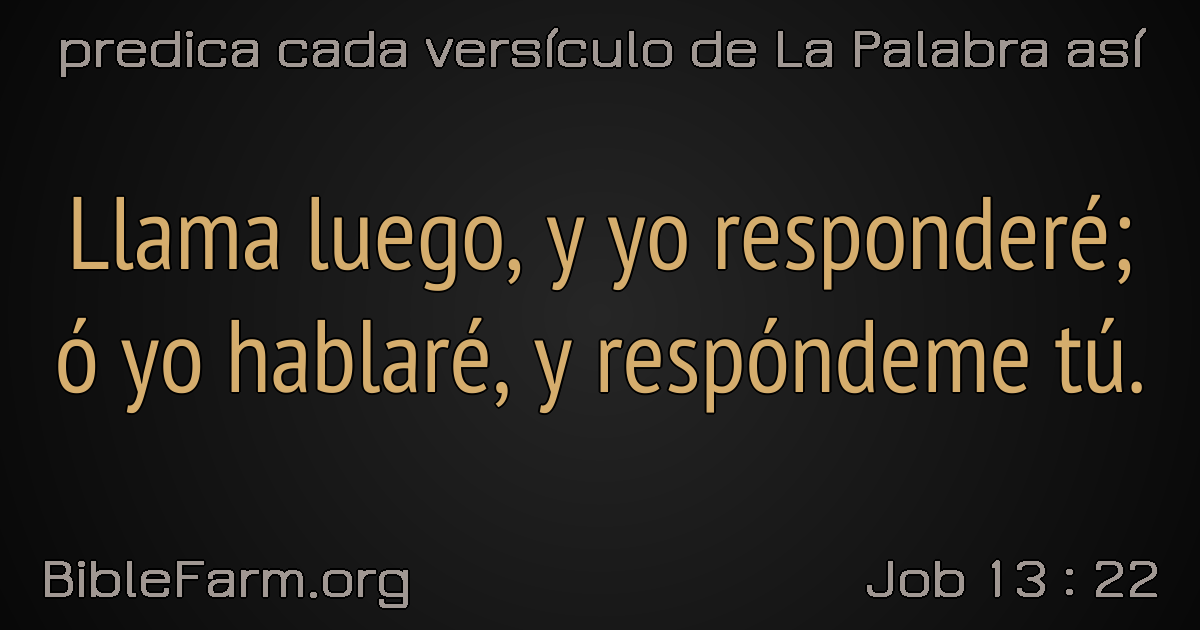 predica cada versículo de La Palabra así
Llama luego, y yo responderé;
ó yo hablaré, y respóndeme tú.
BibleFarm.org
Job 13 : 22